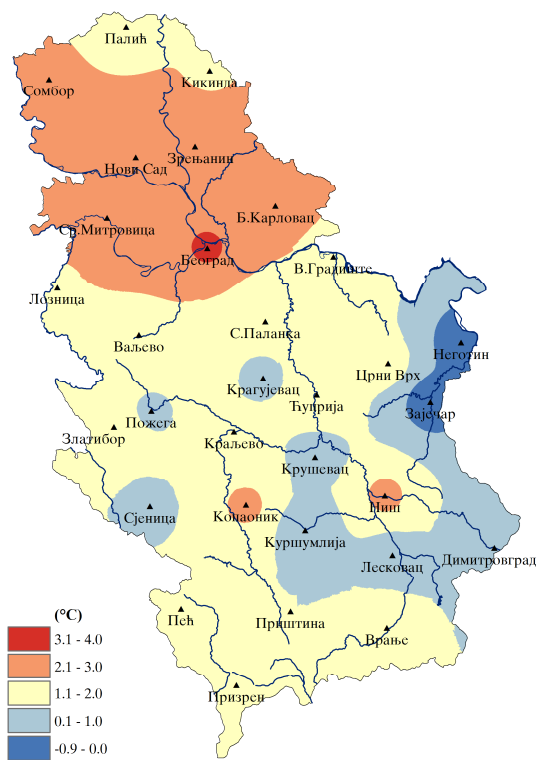 Палић
Кикинда
Сомбор
Зрењанин
Нови Сад
Б.Карловац
Ср.Митровица
Београд
В.Градиште
Лозница
С.Паланка
Ваљево
Неготин
Црни Врх
Крагујевац
Ћуприја
Зајечар
Пожега
Златибор
Краљево
Крушевац
Ниш
Сјеница
Копаоник
Куршумлија
Димитровград
Лесковац
Пећ
Приштина
Врање
Призрен
(°C)
3.1 - 4.0
2.1 - 3.0
1.1 - 2.0
0.1 - 1.0
-0.9 - 0.0